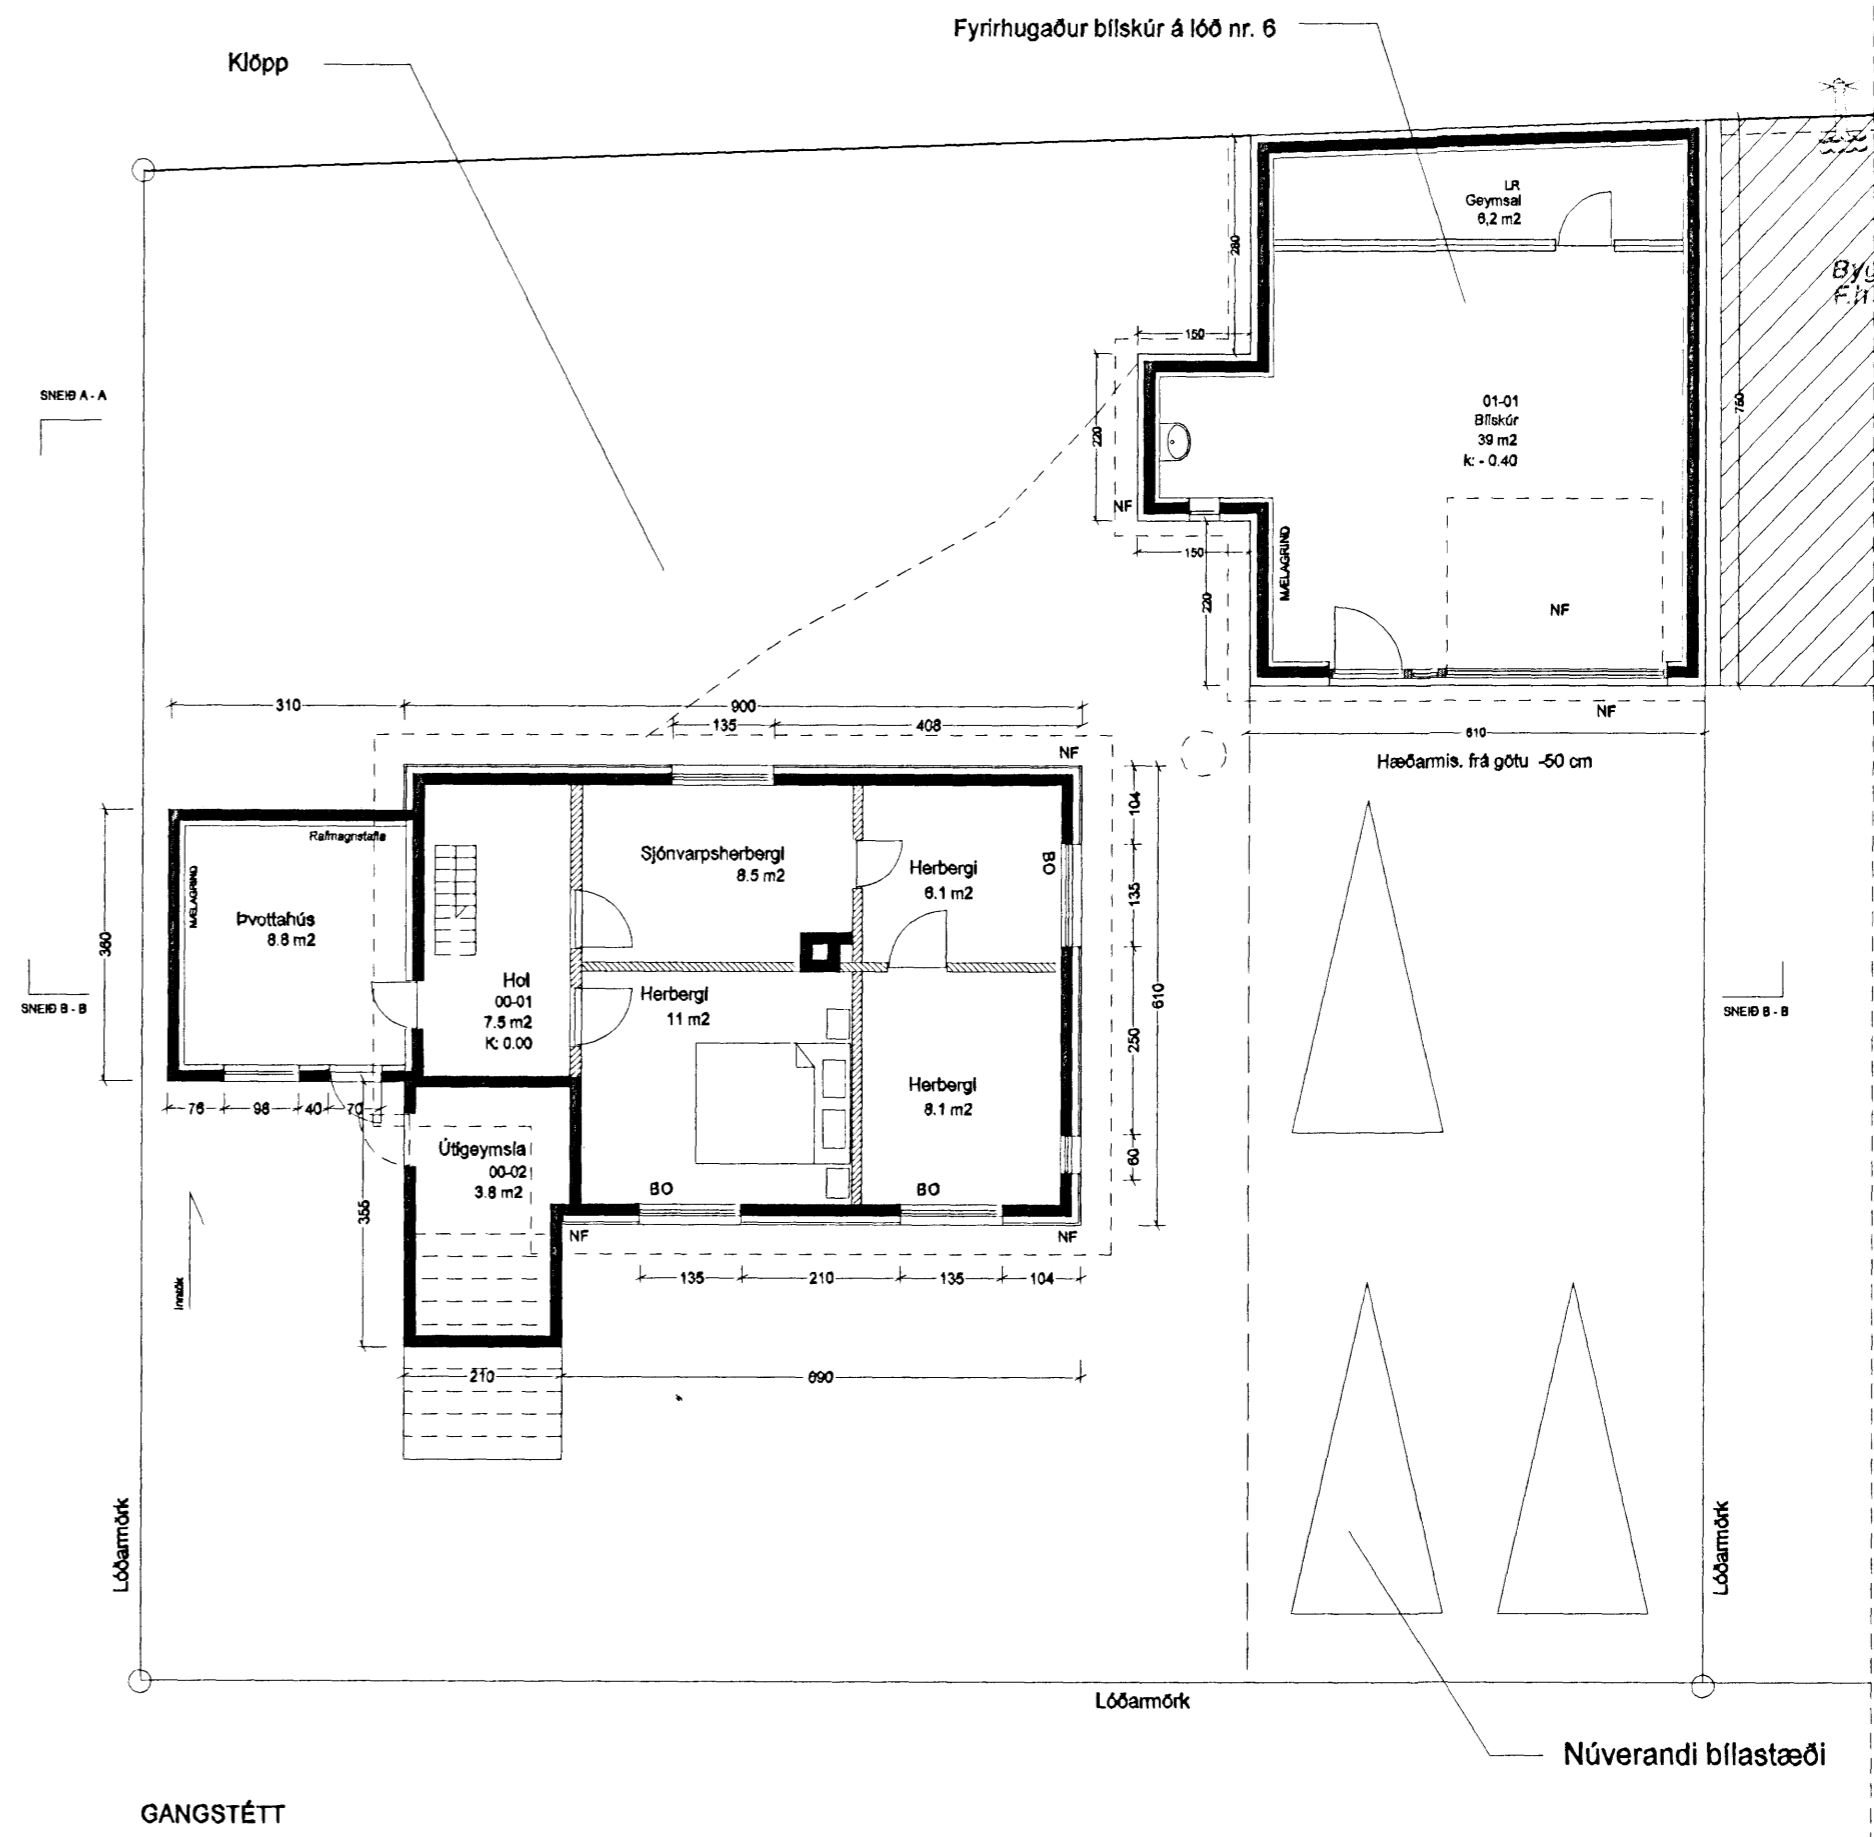 Fyrirhugaður bílskúr á lóð nr. 6
Klöpp
LR
Geymsal
6,2 m2
280
150
SNEIÐ A - A
01-01
Bílskúr
39 m2
k: - 0.40
750
220
NF
MÆLAGRIND
150
220
NF
NF
310
900
135
408
610
Hæðarmis. frá götu -50 cm
NF
104
Rafmagnstafla
Sjónvarpsherbergi
8.5 m2
Herbergi
6.1 m2
BO
135
MÆLAGRIND
Þvottahús
8.8 m2
360
Hol
00-01
7.5 m2
K: 0.00
Herbergi
11 m2
610
SNEIÐ B - B
SNEIÐ B - B
250
Herbergi
8.1 m2
76
98
40
70
Útigeymsla
00-02
3.8 m2
60
BO
BO
355
NF
NF
Inntök
135
210
135
104
210
690
Lóðarmörk
Lóðarmörk
Lóðarmörk
Núverandi bílastæði
GANGSTÉTT